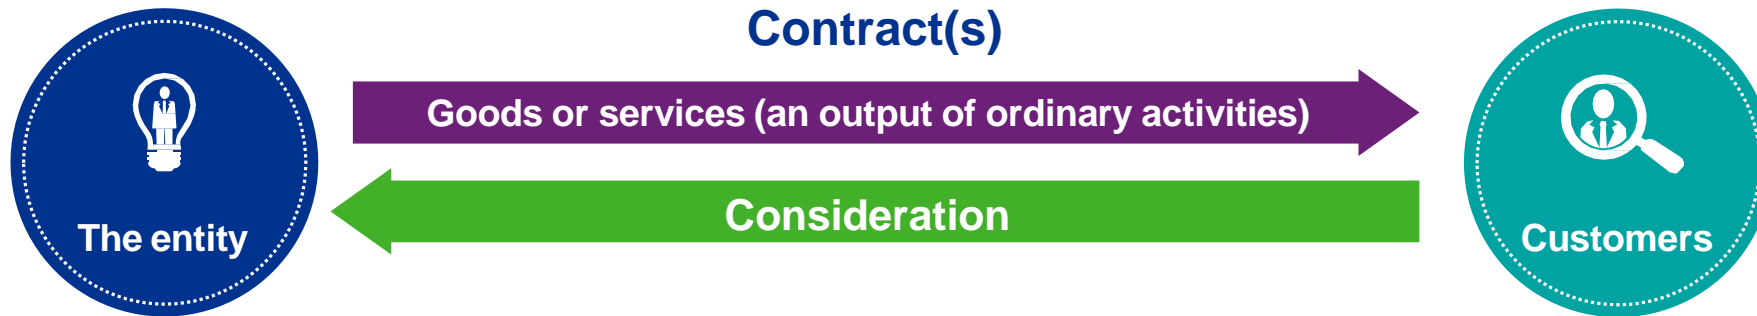 Contract(s)
Goods or services (an output of ordinary activities)
Consideration
The entity
Customers